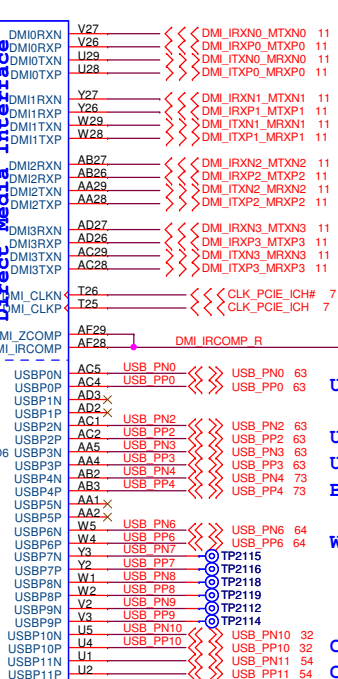 DMI0RXN V27 DMI_IRXN0_MTXN0 11
DMI0RXP V26 DMI_IRXP0_MTXP0 11
DMI0TXN U29 DMI_ITXN0_MRXN0 11
DMI0TXP U28 DMI_ITXP0_MRXP0 11
DMI1RXN Y27 DMI_IRXN1_MTXN1 11
DMI1RXP Y26 DMI_IRXP1_MTXP1 11
DMI1TXN W29 DMI_ITXN1_MRXN1 11
DMI1TXP W28 DMI_ITXP1_MRXP1 11
DMI2RXN AB27 DMI_IRXN2_MTXN2 11
DMI2RXP AB26 DMI_IRXP2_MTXP2 11
DMI2TXN AA29 DMI_ITXN2_MRXN2 11
DMI2TXP AA28 DMI_ITXP2_MRXP2 11
DMI3RXN AD27 DMI_IRXN3_MTXN3 11
DMI3RXP AD26 DMI_IRXP3_MTXP3 11
DMI3TXN AC29 DMI_ITXN3_MRXN3 11
DMI3TXP AC28 DMI_ITXP3_MRXP3 11
Direct Media Interface
DMI_CLKN T26 CLK_PCIE_ICH# 7
DMI_CLKP T25 CLK_PCIE_ICH 7
MI_ZCOMP AF29
MI_IRCOMP AF28 DMI_IRCOMP_R
USBP0N AC5 USB_PN0 USB_PN0 63
USBP0P AC4 USB_PP0 USB_PP0 63 U
USBP1N AD3
USBP1P AD2
USBP2N AC1 USB_PN2 USB_PN2 63
USBP2P AC2 USB_PP2 USB_PP2 63 U
06 USBP3N AA5 USB_PN3 USB_PN3 63
USBP3P AA4 USB_PP3 USB_PP3 63 U
USBP4N AB2 USB_PN4 USB_PN4 73
USBP4P AB3 USB_PP4 USB_PP4 73
USBP5N AA1
USBP5P AA2
USBP6N W5 USB_PN6 USB_PN6 64
USBP6P W4 USB_PP6 USB_PP6 64 W
USBP7N Y3 USB_PN7 TP2115
USBP7P Y2 USB_PP7 TP2116
USBP8N W1 USB_PN8 TP2118
USBP8P W2 USB_PP8 TP2119
USBP9N V2 USB_PN9 TP2112
USBP9P V3 USB_PP9 TP2114
USBP10N U5 USB_PN10 USB_PN10 32
USBP10P U4 USB_PP10 USB_PP10 32
USBP11N U1 USB_PN11 54
USBP11P U2 USB_PP11 54